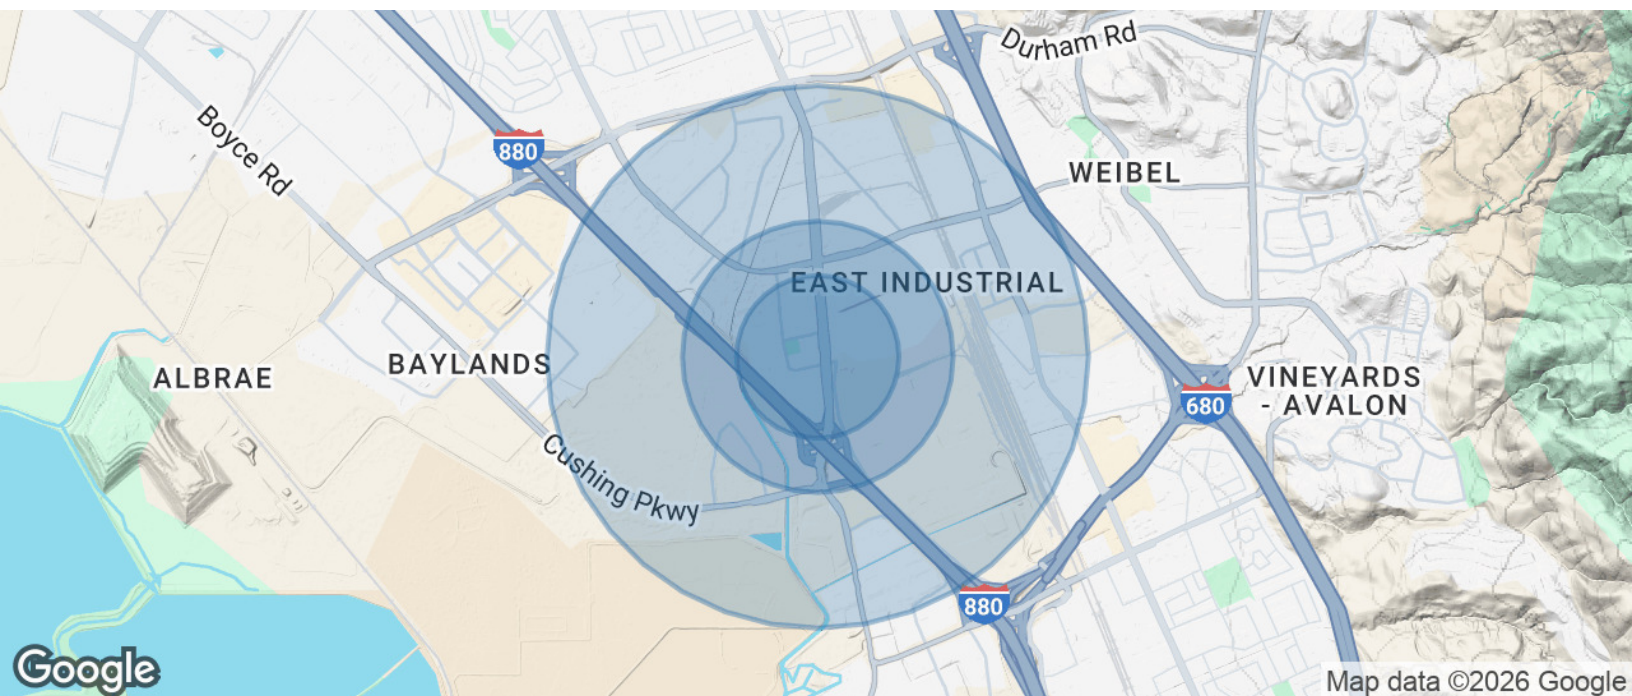 Durham Rd
880
Boyce Rd
WEIBEL
EAST INDUSTRIAL
BAYLANDS
ALBRAE
VINEYARDS
- AVALON
680
Cushing Pkwy
880
Google
Map data ©2026 Google